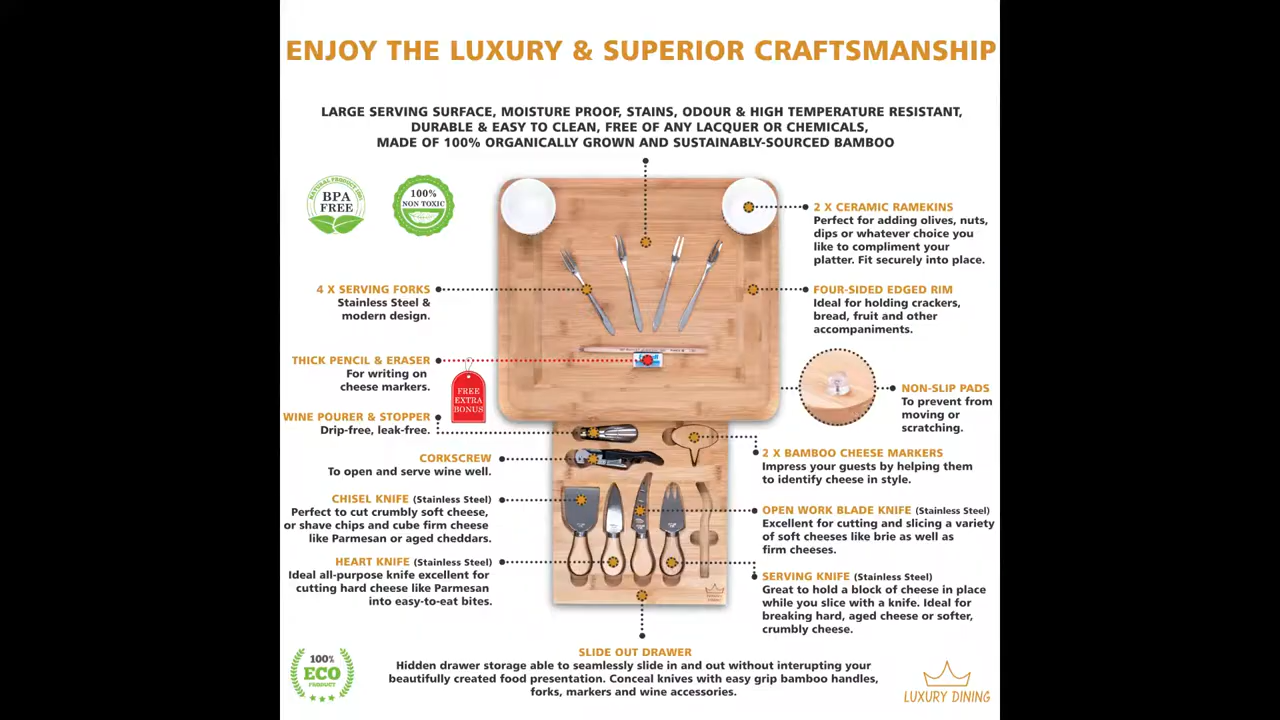 ENJOY THE LUXURY & SUPERIOR CRAFTSMANSHIP
LARGE SERVING SURFACE, MOISTURE PROOF, STAINS, ODOUR & HIGH TEMPERATURE RESISTANT,
DURABLE & EASY TO CLEAN, FREE OF ANY LACQUER OR CHEMICALS,
MADE OF 100% ORGANICALLY GROWN AND SUSTAINABLY-SOURCED BAMBOO
NATURAL PRODUCT
BPA
FREE
100%
NON TOXIC
2 X CERAMIC RAMEKINS
Perfect for adding olives, nuts,
dips or whatever choice you
like to compliment your
platter. Fit securely into place.
4 X SERVING FORKS
Stainless Steel &
modern design.
FOUR-SIDED EDGED RIM
Ideal for holding crackers,
bread, fruit and other
accompaniments.
THICK PENCIL & ERASER
For writing on
cheese markers.
FREE
EXTRA
BONUS
NON-SLIP PADS
To prevent from
moving or
scratching.
WINE POURER & STOPPER
Drip-free, leak-free.
CORKSCREW
To open and serve wine well.
2 X BAMBOO CHEESE MARKERS
Impress your guests by helping them
to identify cheese in style.
CHISEL KNIFE (Stainless Steel)
Perfect to cut crumbly soft cheese,
or shave chips and cube firm cheese
like Parmesan or aged cheddars.
OPEN WORK BLADE KNIFE (Stainless Steel)
Excellent for cutting and slicing a variety
of soft cheeses like brie as well as
firm cheeses.
HEART KNIFE (Stainless Steel)
Ideal all-purpose knife excellent for
cutting hard cheese like Parmesan
into easy-to-eat bites.
SERVING KNIFE (Stainless Steel)
Great to hold a block of cheese in place
while you slice with a knife. Ideal for
breaking hard, aged cheese or softer,
crumbly cheese.
SLIDE OUT DRAWER
Hidden drawer storage able to seamlessly slide in and out without interupting your
beautifully created food presentation. Conceal knives with easy grip bamboo handles,
forks, markers and wine accessories.
100%
ECO
PRODUCT
LUXURY DINING